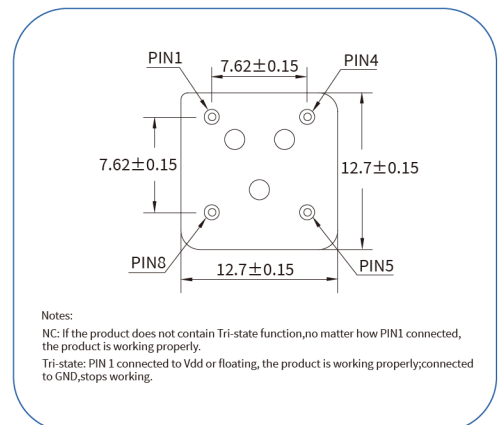 PIN1
7.62±0.15
PIN4
7.62±0.15
12.7±0.15
PIN8
PIN5
12.7±0.15
Notes:
NC: If the product does not contain Tri-state function,no matter how PIN1 connected,
the product is working properly.
Tri-state: PIN 1 connected to Vdd or floating, the product is working properly;connected
to GND,stops working.